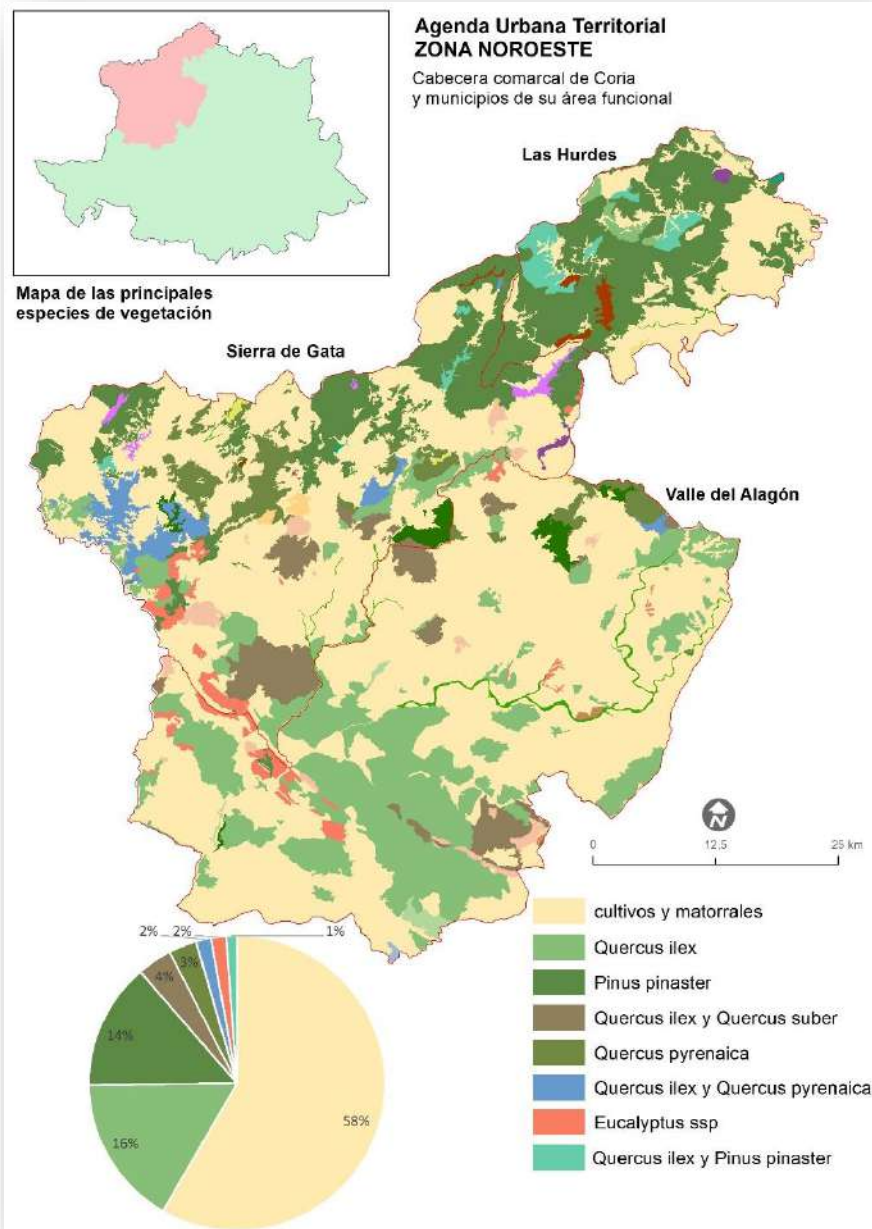 Agenda Urbana Territorial
ZONA NOROESTE
Cabecera comarcal de Coria
y municipios de su área funcional
Mapa de las principales
especies de vegetación
Las Hurdes
Sierra de Gata
Valle del Alagón
N
0 12,5 25 km
cultivos y matorrales
Quercus ilex
Pinus pinaster
Quercus ilex y Quercus suber
Quercus pyrenaica
Quercus ilex y Quercus pyrenaica
Eucalyptus ssp
Quercus ilex y Pinus pinaster
2% 2% 1%
3%
4%
14%
16%
58%